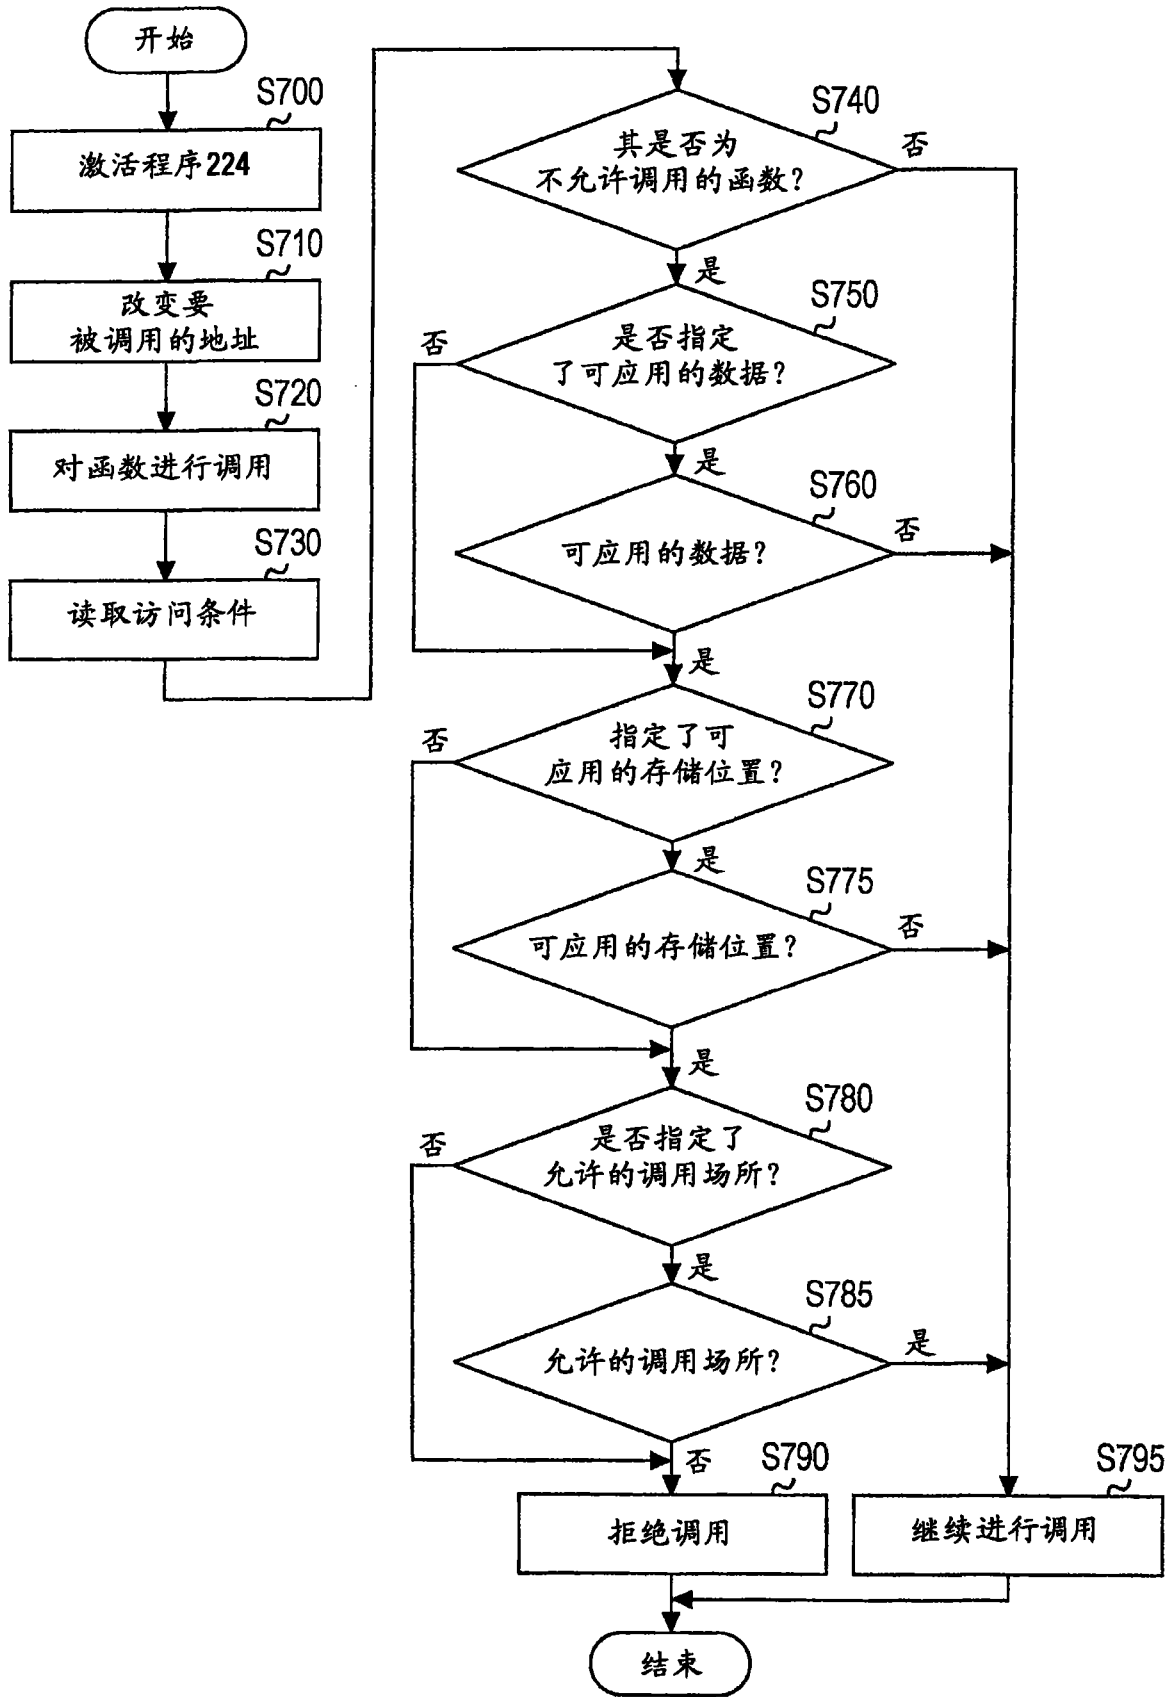 开始
S700
激活程序224
S710
改变要
被调用的地址
S720
对函数进行调用
S730
读取访问条件
S740
其是否为
不允许调用的函数？
否
是
S750
是否指定
了可应用的数据？
否
是
S760
可应用的数据？
否
是
S770
指定了可
应用的存储位置？
否
是
S775
可应用的存储位置？
否
是
S780
是否指定了
允许的调用场所？
否
是
S785
允许的调用场所？
是
否
S790
拒绝调用
S795
继续进行调用
结束